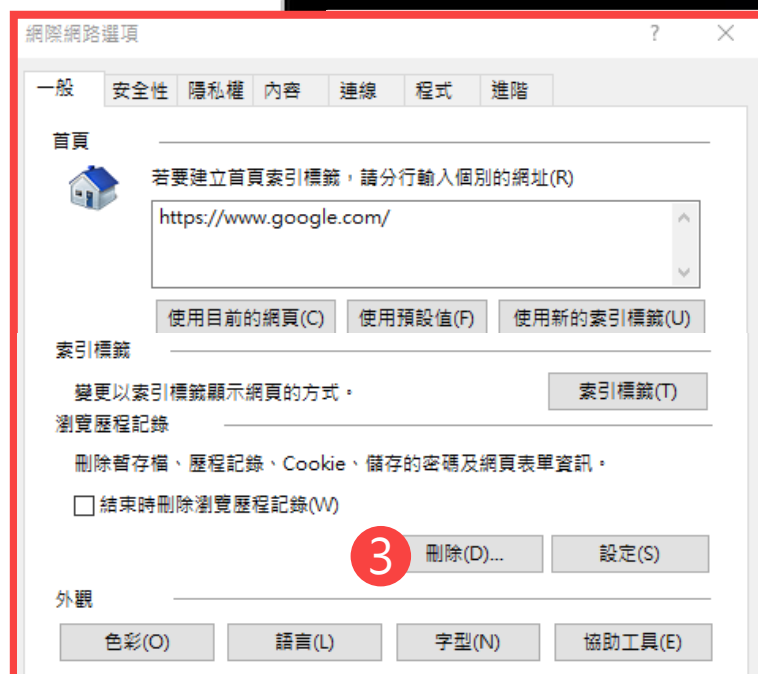 網際網路選項 ?
一般 安全性 隱私權 內容 連線 程式 進階
首頁
若要建立首頁索引標籤，請分行輸入個別的網址(R)
https://www.google.com/
使用目前的網頁(C) 使用預設值(F) 使用新的索引標籤(U)
索引標籤
變更以索引標籤顯示網頁的方式。 索引標籤(T)
瀏覽歷程記錄
刪除暫存檔、歷程記錄、Cookie、儲存的密碼及網頁表單資訊。
結束時刪除瀏覽歷程記錄(W)
3 刪除(D)... 設定(S)
外觀
色彩(O) 語言(L) 字型(N) 協助工具(E)